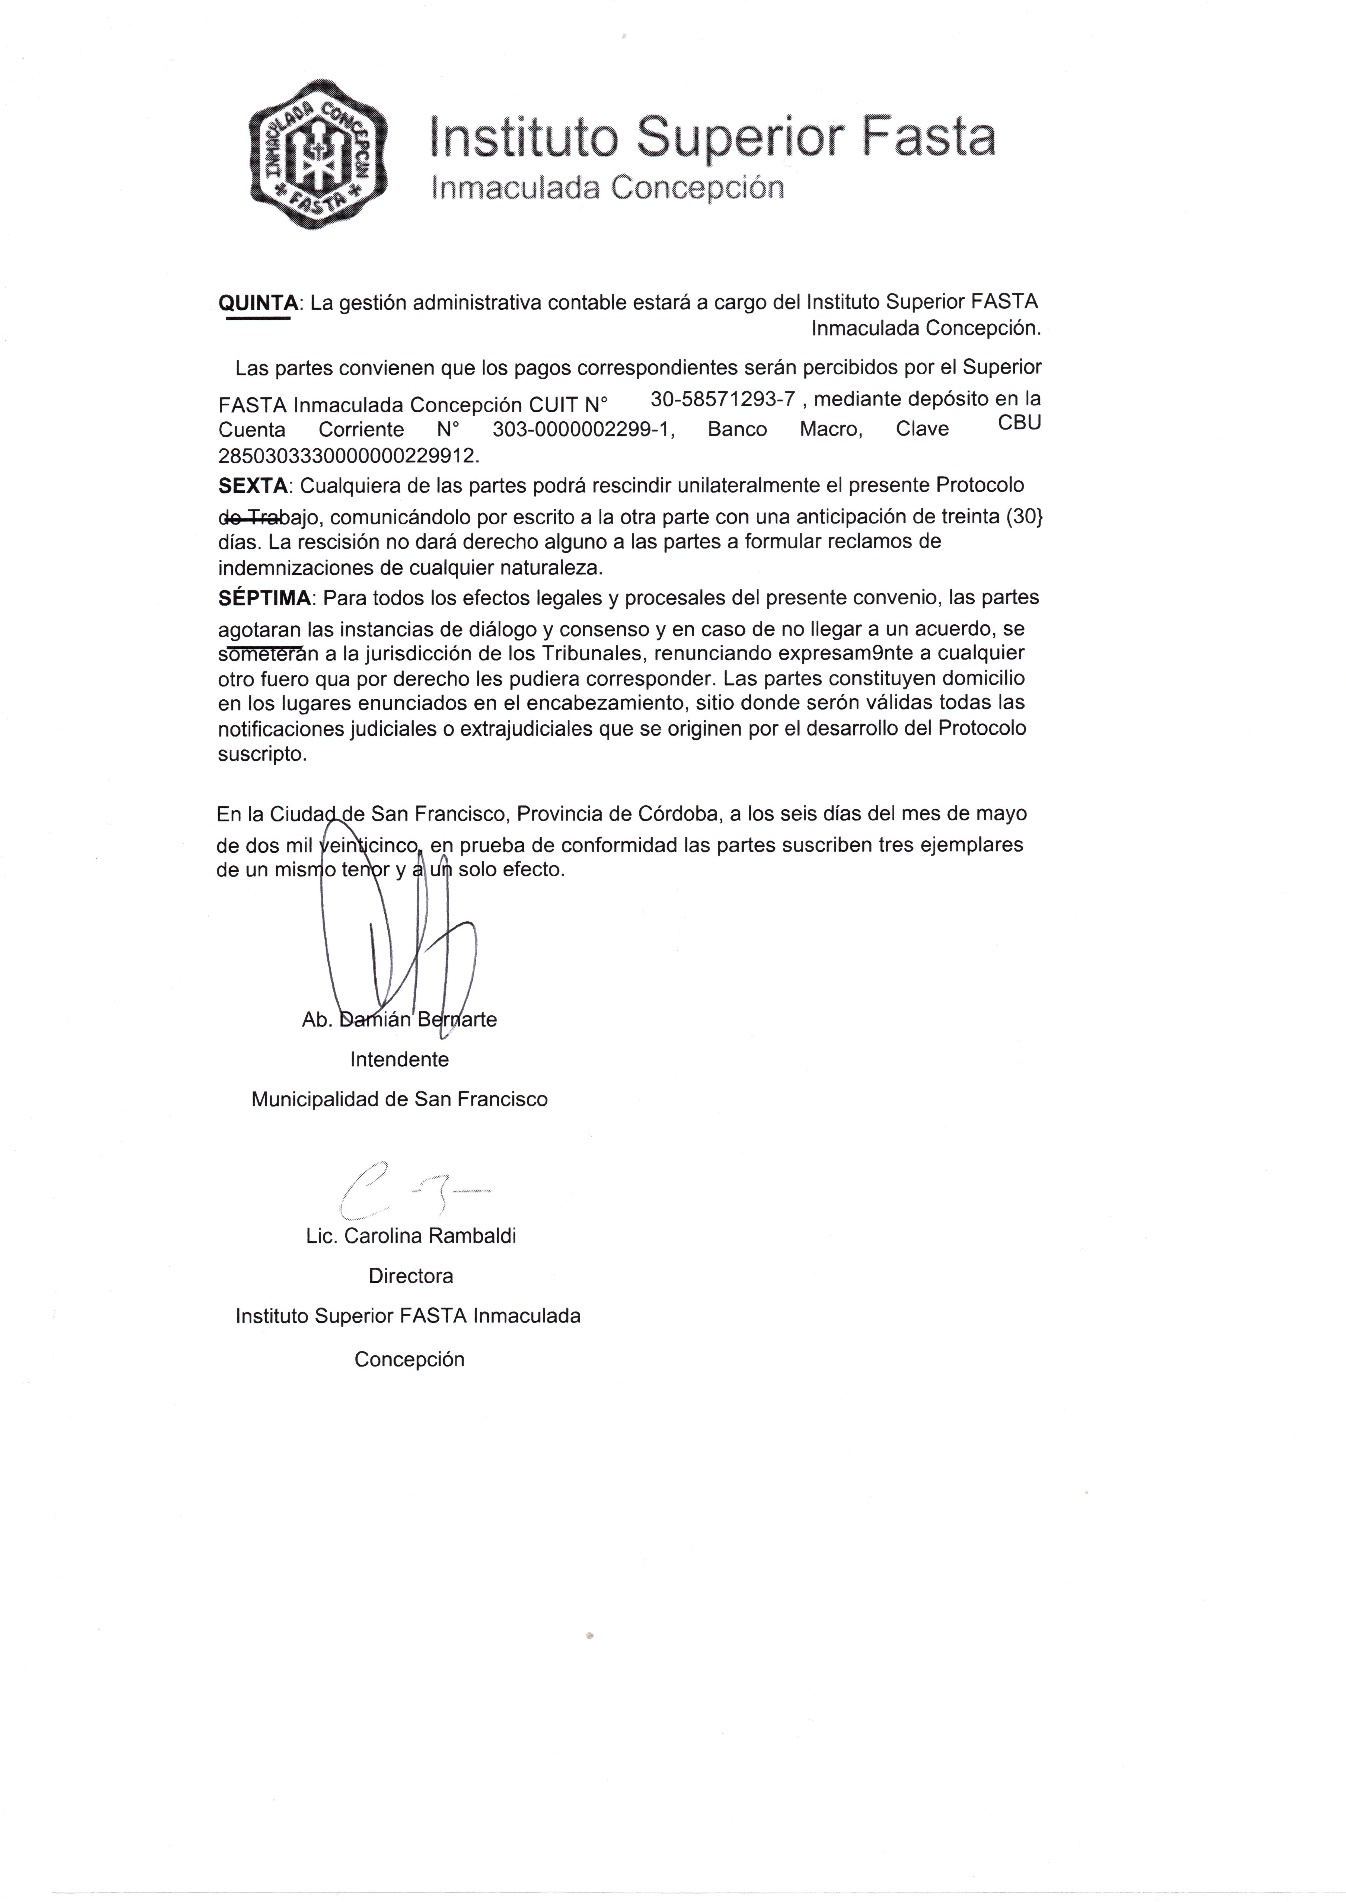 INMACULADA CONCEPCIÓN
FASTA
Instituto Superior Fasta
Inmaculada Concepción
QUINTA: La gestión administrativa contable estará a cargo del Instituto Superior FASTA
Inmaculada Concepción.
Las partes convienen que los pagos correspondientes serán percibidos por el Superior
FASTA Inmaculada Concepción CUIT N° 30-58571293-7 , mediante depósito en la
Cuenta Corriente N° 303-0000002299-1, Banco Macro, Clave CBU
2850303330000000229912.
SEXTA: Cualquiera de las partes podrá rescindir unilateralmente el presente Protocolo
de Trabajo, comunicándolo por escrito a la otra parte con una anticipación de treinta (30}
días. La rescisión no dará derecho alguno a las partes a formular reclamos de
indemnizaciones de cualquier naturaleza.
SÉPTIMA: Para todos los efectos legales y procesales del presente convenio, las partes
agotaran las instancias de diálogo y consenso y en caso de no llegar a un acuerdo, se
someterán a la jurisdicción de los Tribunales, renunciando expresam9nte a cualquier
otro fuero qua por derecho les pudiera corresponder. Las partes constituyen domicilio
en los lugares enunciados en el encabezamiento, sitio donde serón válidas todas las
notificaciones judiciales o extrajudiciales que se originen por el desarrollo del Protocolo
suscripto.
En la Ciudad de San Francisco, Provincia de Córdoba, a los seis días del mes de mayo
de dos mil veinticinco, en prueba de conformidad las partes suscriben tres ejemplares
de un mismo tenor y a un solo efecto.
Ab. Damián Bernarte
Intendente
Municipalidad de San Francisco
Lic. Carolina Rambaldi
Directora
Instituto Superior FASTA Inmaculada
Concepción